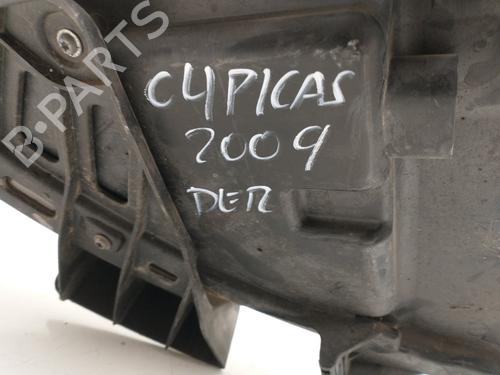 C4PICAS
2009
DER
B-PARTS